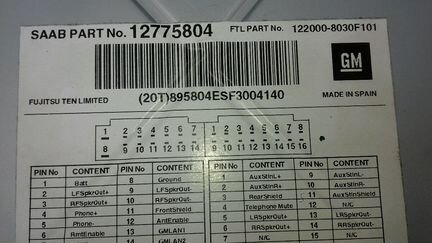 SAAB PART No. 12775804 FTL PART No. 122000-8030F101
GM
FUJITSU TEN LIMITED (20T)895804ESF3004140 MADE IN SPAIN
1 2 3 4 5 6 7 1 2 3 4 5 6 7 8
8 9 10 11 12 13 14 9 10 11 12 13 14 15 16
PIN No CONTENT PIN No CONTENT PIN No CONTENT PIN No CONTENT
1 Batt 8 Ground 1 AuxStInL+ 9 AuxStInL-
2 LFSpkrOut+ 9 LFSpkrOut- 2 AuxStInR+ 10 AuxStInR-
3 RFSpkrOut+ 10 RFSpkrOut- 3 RearShield 11 AuxStInShield
4 Phone+ 11 FrontShield 4 Telephone Mute 12 N/C
5 Phone- 12 AntEnable 5 LRSpkrOut+ 13 LRSpkrOut-
6 RmtEnable 13 GMLAN1 6 RRSpkrOut+ 14 RRSpkrOut-
14 GMLAN2 7 N/C 15 N/C